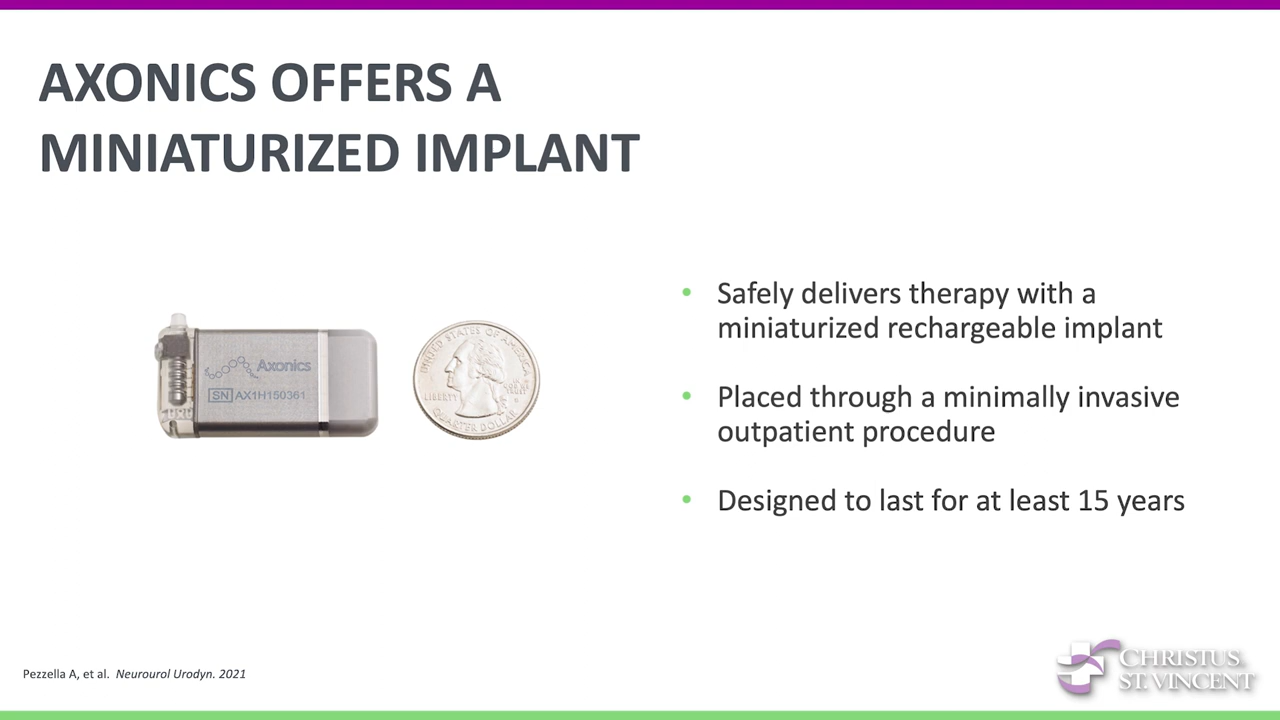 AXONICS OFFERS A
MINIATURIZED IMPLANT
Axonics
SN AX1H150361
UNITED STATES OF AMERICA
LIBERTY
QUARTER DOLLAR
• Safely delivers therapy with a
miniaturized rechargeable implant
• Placed through a minimally invasive
outpatient procedure
• Designed to last for at least 15 years
Pezzella A, et al. Neurourol Urodyn. 2021
CHRISTUS
ST. VINCENT